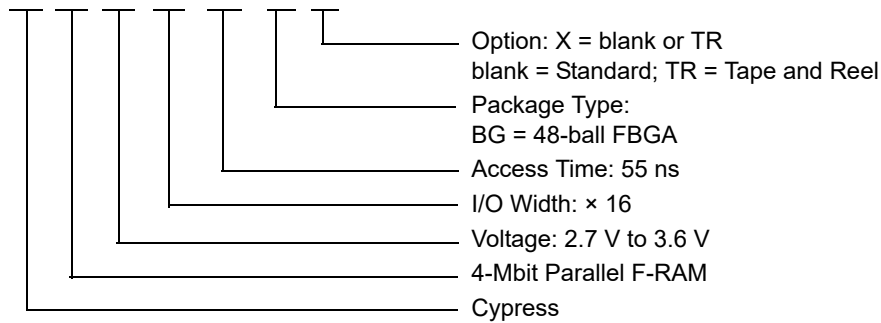 Option: X = blank or TR
blank = Standard; TR = Tape and Reel
Package Type:
BG = 48-ball FBGA
Access Time: 55 ns
I/O Width: × 16
Voltage: 2.7 V to 3.6 V
4-Mbit Parallel F-RAM
Cypress